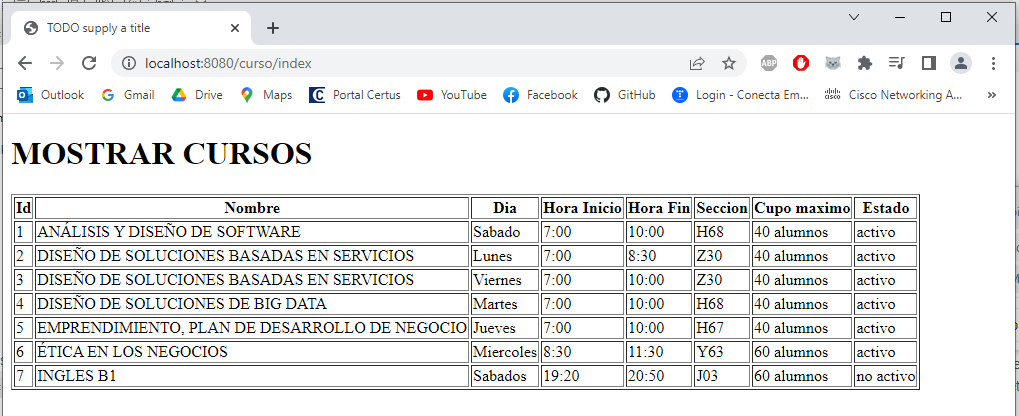 TODO supply a title
localhost:8080/curso/index
ABP
Outlook Gmail Drive Maps Portal Certus YouTube Facebook GitHub Login - Conecta Em... Cisco Networking A... »
MOSTRAR CURSOS
Id Nombre Dia Hora Inicio Hora Fin Seccion Cupo maximo Estado
1 ANÁLISIS Y DISEÑO DE SOFTWARE Sabado 7:00 10:00 H68 40 alumnos activo
2 DISEÑO DE SOLUCIONES BASADAS EN SERVICIOS Lunes 7:00 8:30 Z30 40 alumnos activo
3 DISEÑO DE SOLUCIONES BASADAS EN SERVICIOS Viernes 7:00 10:00 Z30 40 alumnos activo
4 DISEÑO DE SOLUCIONES DE BIG DATA Martes 7:00 10:00 H68 40 alumnos activo
5 EMPRENDIMIENTO, PLAN DE DESARROLLO DE NEGOCIO Jueves 7:00 10:00 H67 40 alumnos activo
6 ÉTICA EN LOS NEGOCIOS Miercoles 8:30 11:30 Y63 60 alumnos activo
7 INGLES B1 Sabados 19:20 20:50 J03 60 alumnos no activo